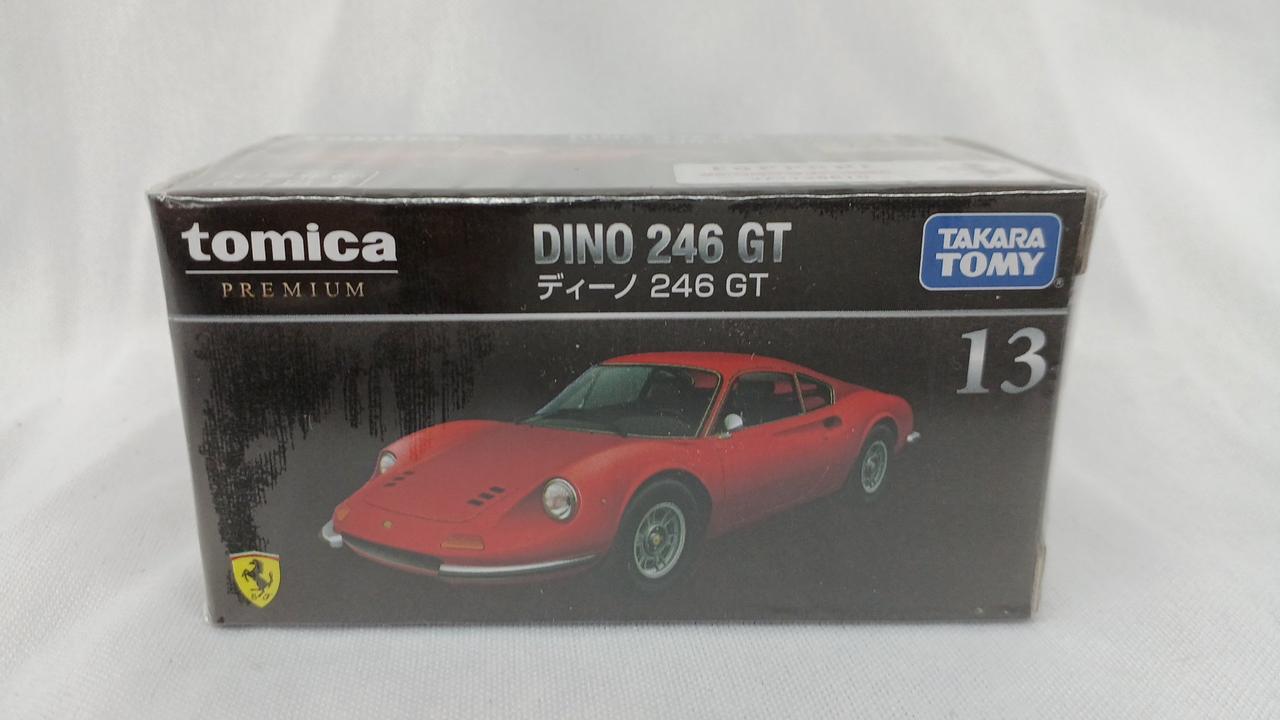 tomica
PREMIUM
DINO 246 GT
ディーノ 246 GT
TAKARA
TOMY
®
13